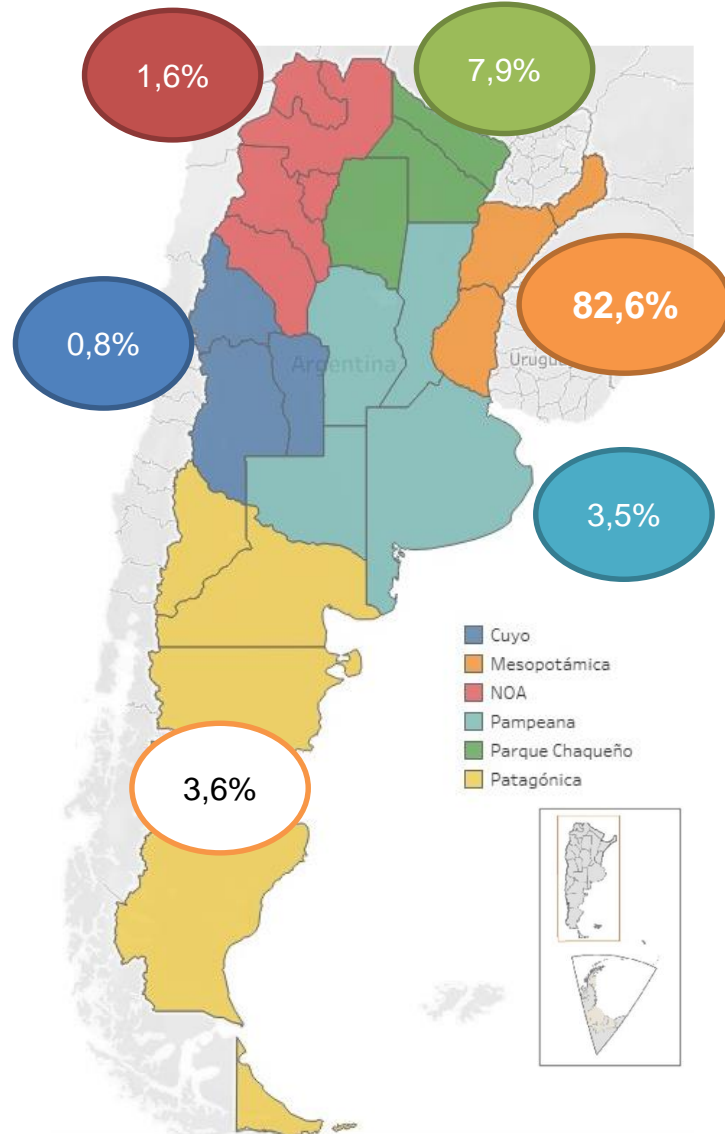 1,6%
7,9%
82,6%
0,8%
Argentina
3,5%
Cuyo
Mesopotámica
NOA
Pampeana
Parque Chaqueño
Patagónica
3,6%